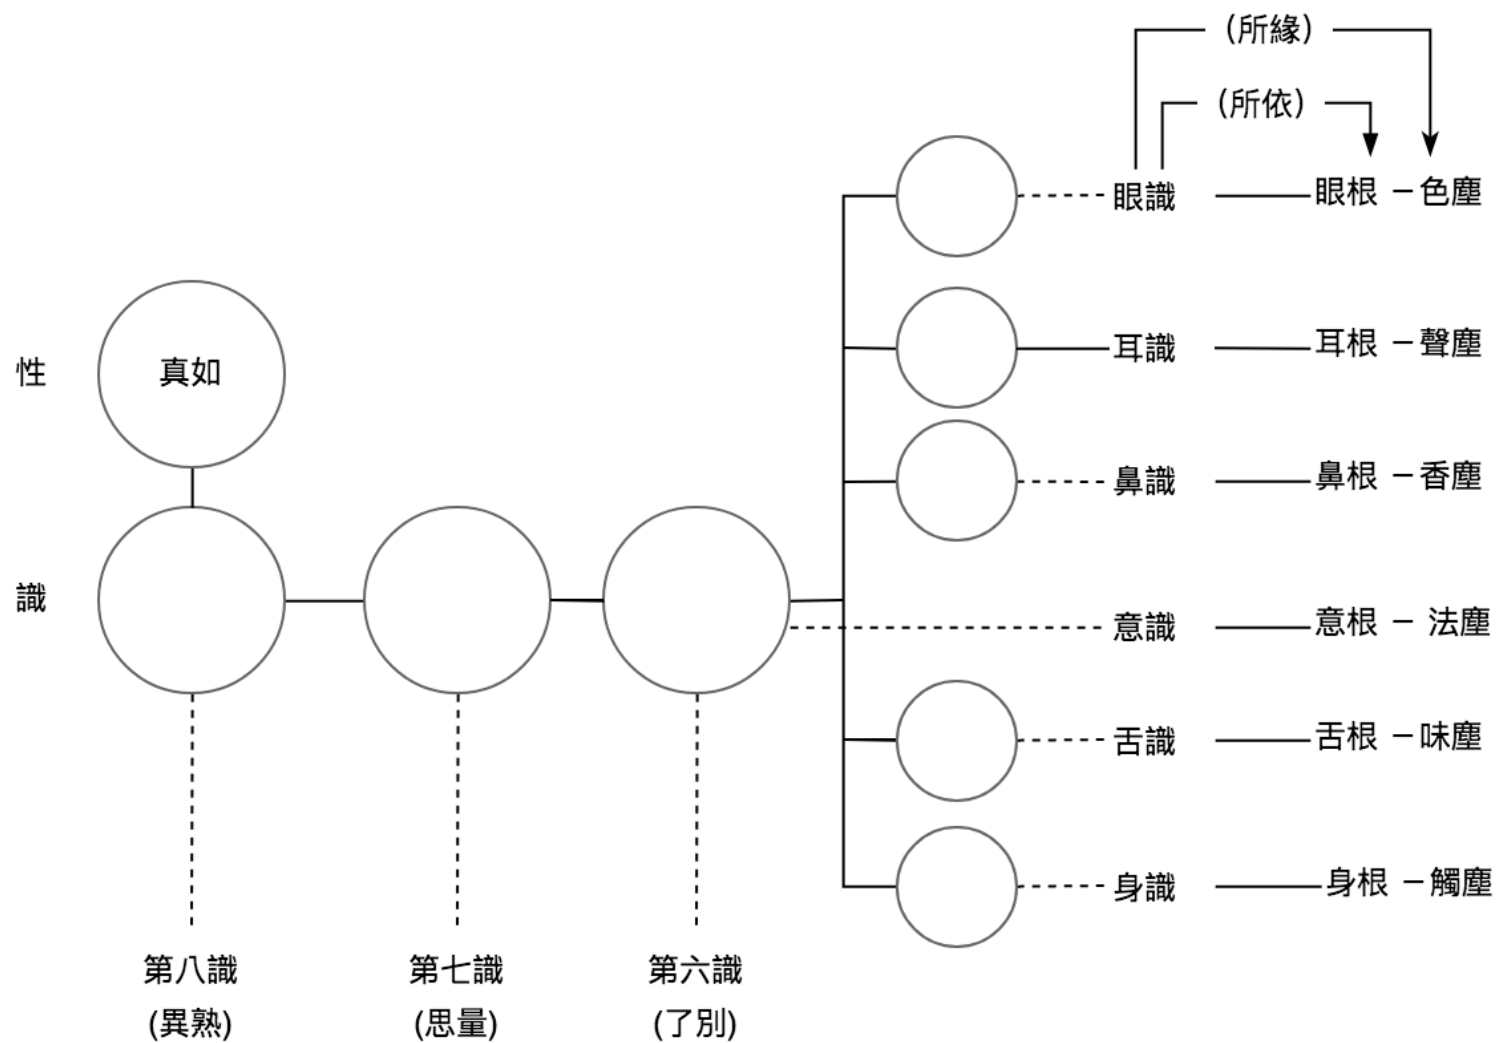 (所緣)
(所依)
眼識 眼根 － 色塵
耳識 耳根 － 聲塵
性 真如
鼻識 鼻根 － 香塵
識
意識 意根 － 法塵
舌識 舌根 － 味塵
身識 身根 － 觸塵
第八識 第七識 第六識
(異熟) (思量) (了別)